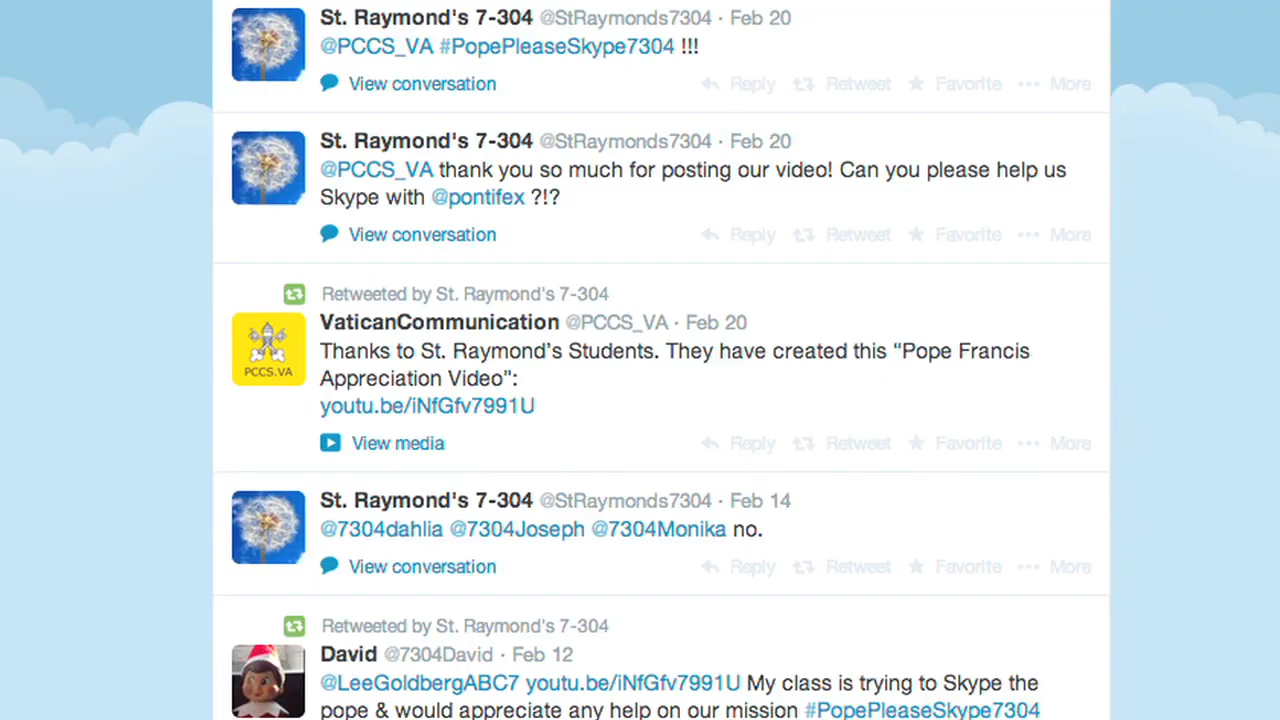 St. Raymond's 7-304 @StRaymonds7304 · Feb 20
@PCCS_VA #PopePleaseSkype7304 !!!
View conversation Reply Retweet Favorite More
St. Raymond's 7-304 @StRaymonds7304 · Feb 20
@PCCS_VA thank you so much for posting our video! Can you please help us
Skype with @pontifex ?!?
View conversation Reply Retweet Favorite More
Retweeted by St. Raymond's 7-304
VaticanCommunication @PCCS_VA · Feb 20
PCCS.VA
Thanks to St. Raymond’s Students. They have created this “Pope Francis
Appreciation Video”:
youtu.be/iNfGfv7991U
View media Reply Retweet Favorite More
St. Raymond's 7-304 @StRaymonds7304 · Feb 14
@7304dahlia @7304Joseph @7304Monika no.
View conversation Reply Retweet Favorite More
Retweeted by St. Raymond's 7-304
David @7304David · Feb 12
@LeeGoldbergABC7 youtu.be/iNfGfv7991U My class is trying to Skype the
pope & would appreciate any help on our mission #PopePleaseSkype7304